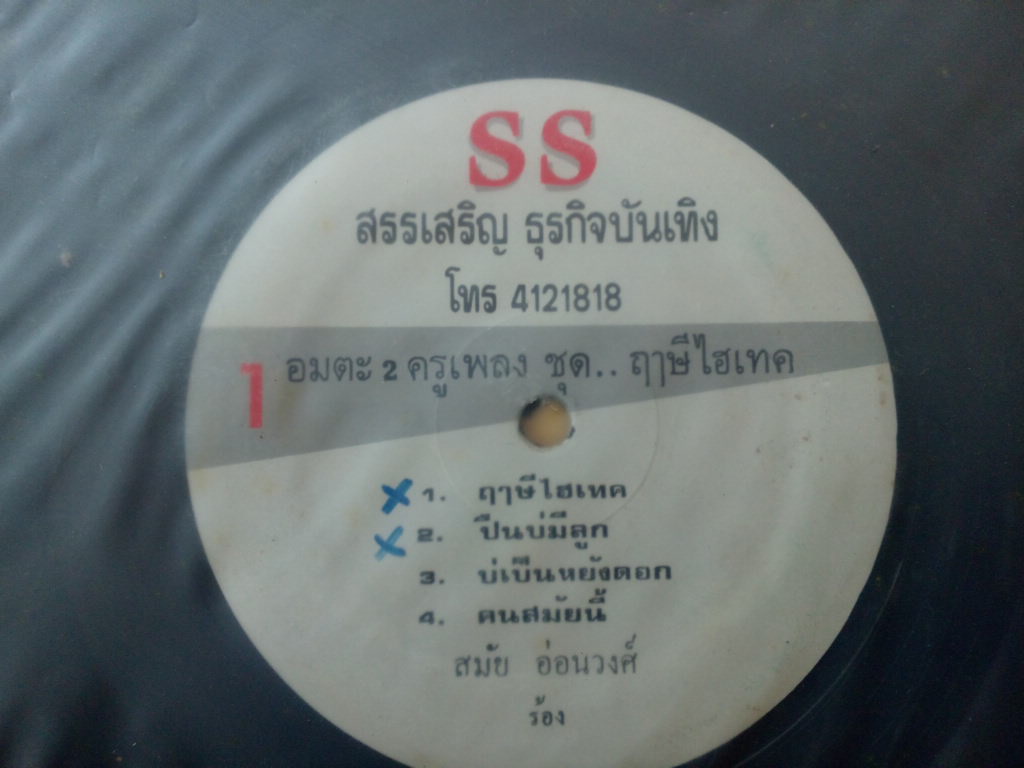 SS
สรรเสริญ ธุรกิจบันเทิง
โทร 4121818
1 อมตะ 2 ครูเพลง ชุด.. ฤๅษีไฮเทค
x 1. ฤๅษีไฮเทค
x 2. ปืนบ่มีลูก
3. บ่เป็นหยังดอก
4. คนสมัยนี้
สมัย อ่อนวงศ์
ร้อง